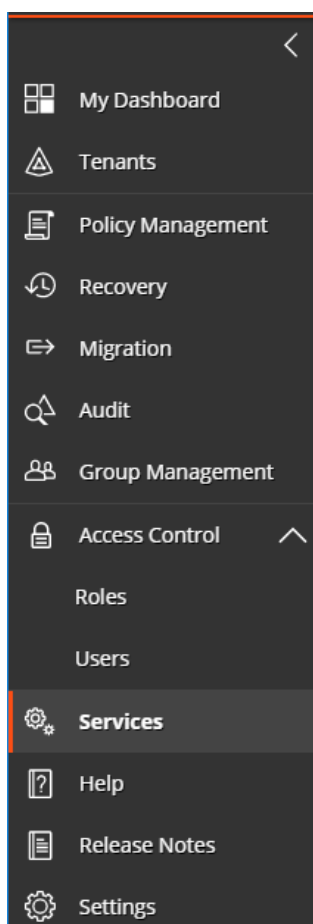 My Dashboard
Tenants
Policy Management
Recovery
Migration
Audit
Group Management
Access Control
Roles
Users
Services
Help
Release Notes
Settings